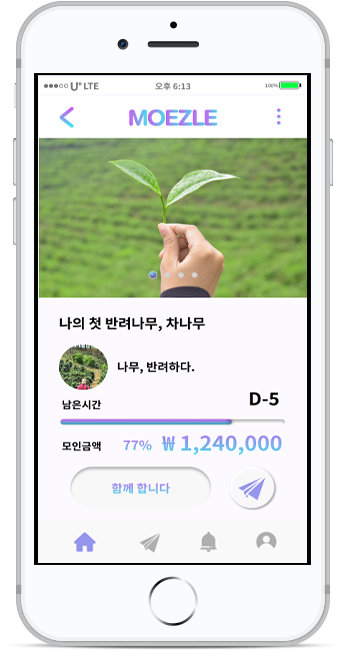 U⁺ LTE 오후 6:13 100%
MOEZLE
나의 첫 반려나무, 차나무
나무, 반려하다.
남은시간 D-5
모인금액 77% ₩ 1,240,000
함께 합니다